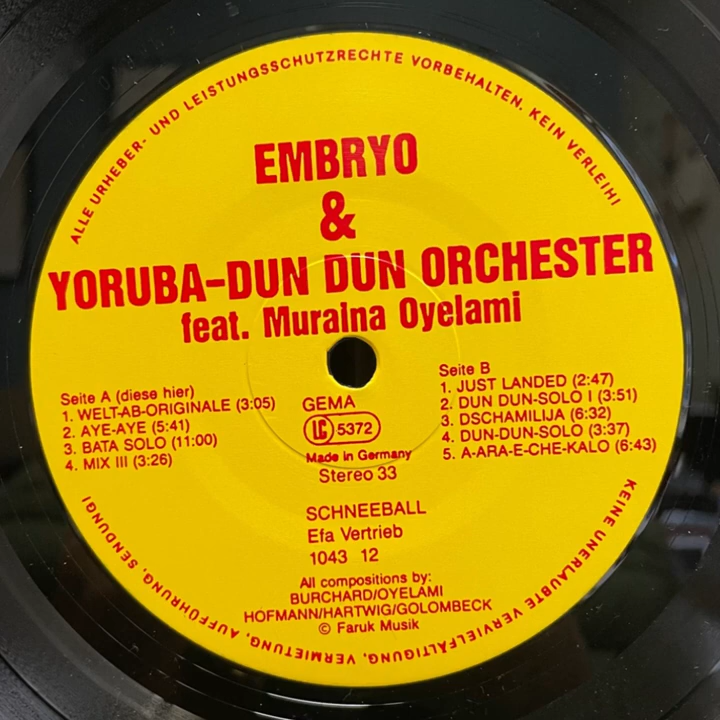 ALLE URHEBER- UND LEISTUNGSSCHUTZRECHTE VORBEHALTEN. KEIN VERLEIH!
EMBRYO
&
YORUBA-DUN DUN ORCHESTER
feat. Muraina Oyelami
Seite A (diese hier)
1. WELT-AB-ORIGINALE (3:05)
2. AYE-AYE (5:41)
3. BATA SOLO (11:00)
4. MIX III (3:26)
GEMA
LC 5372
Made in Germany
Stereo 33
Seite B
1. JUST LANDED (2:47)
2. DUN DUN-SOLO I (3:51)
3. DSCHAMILIJA (6:32)
4. DUN-DUN-SOLO (3:37)
5. A-ARA-E-CHE-KALO (6:43)
SCHNEEBALL
Efa Vertrieb
1043 12
All compositions by:
BURCHARD/OYELAMI
HOFMANN/HARTWIG/GOLOMBECK
© Faruk Musik
KEINE UNERLAUBTE VERVIELFÄLTIGUNG, VERMIETUNG, AUFFÜHRUNG, SENDUNG!